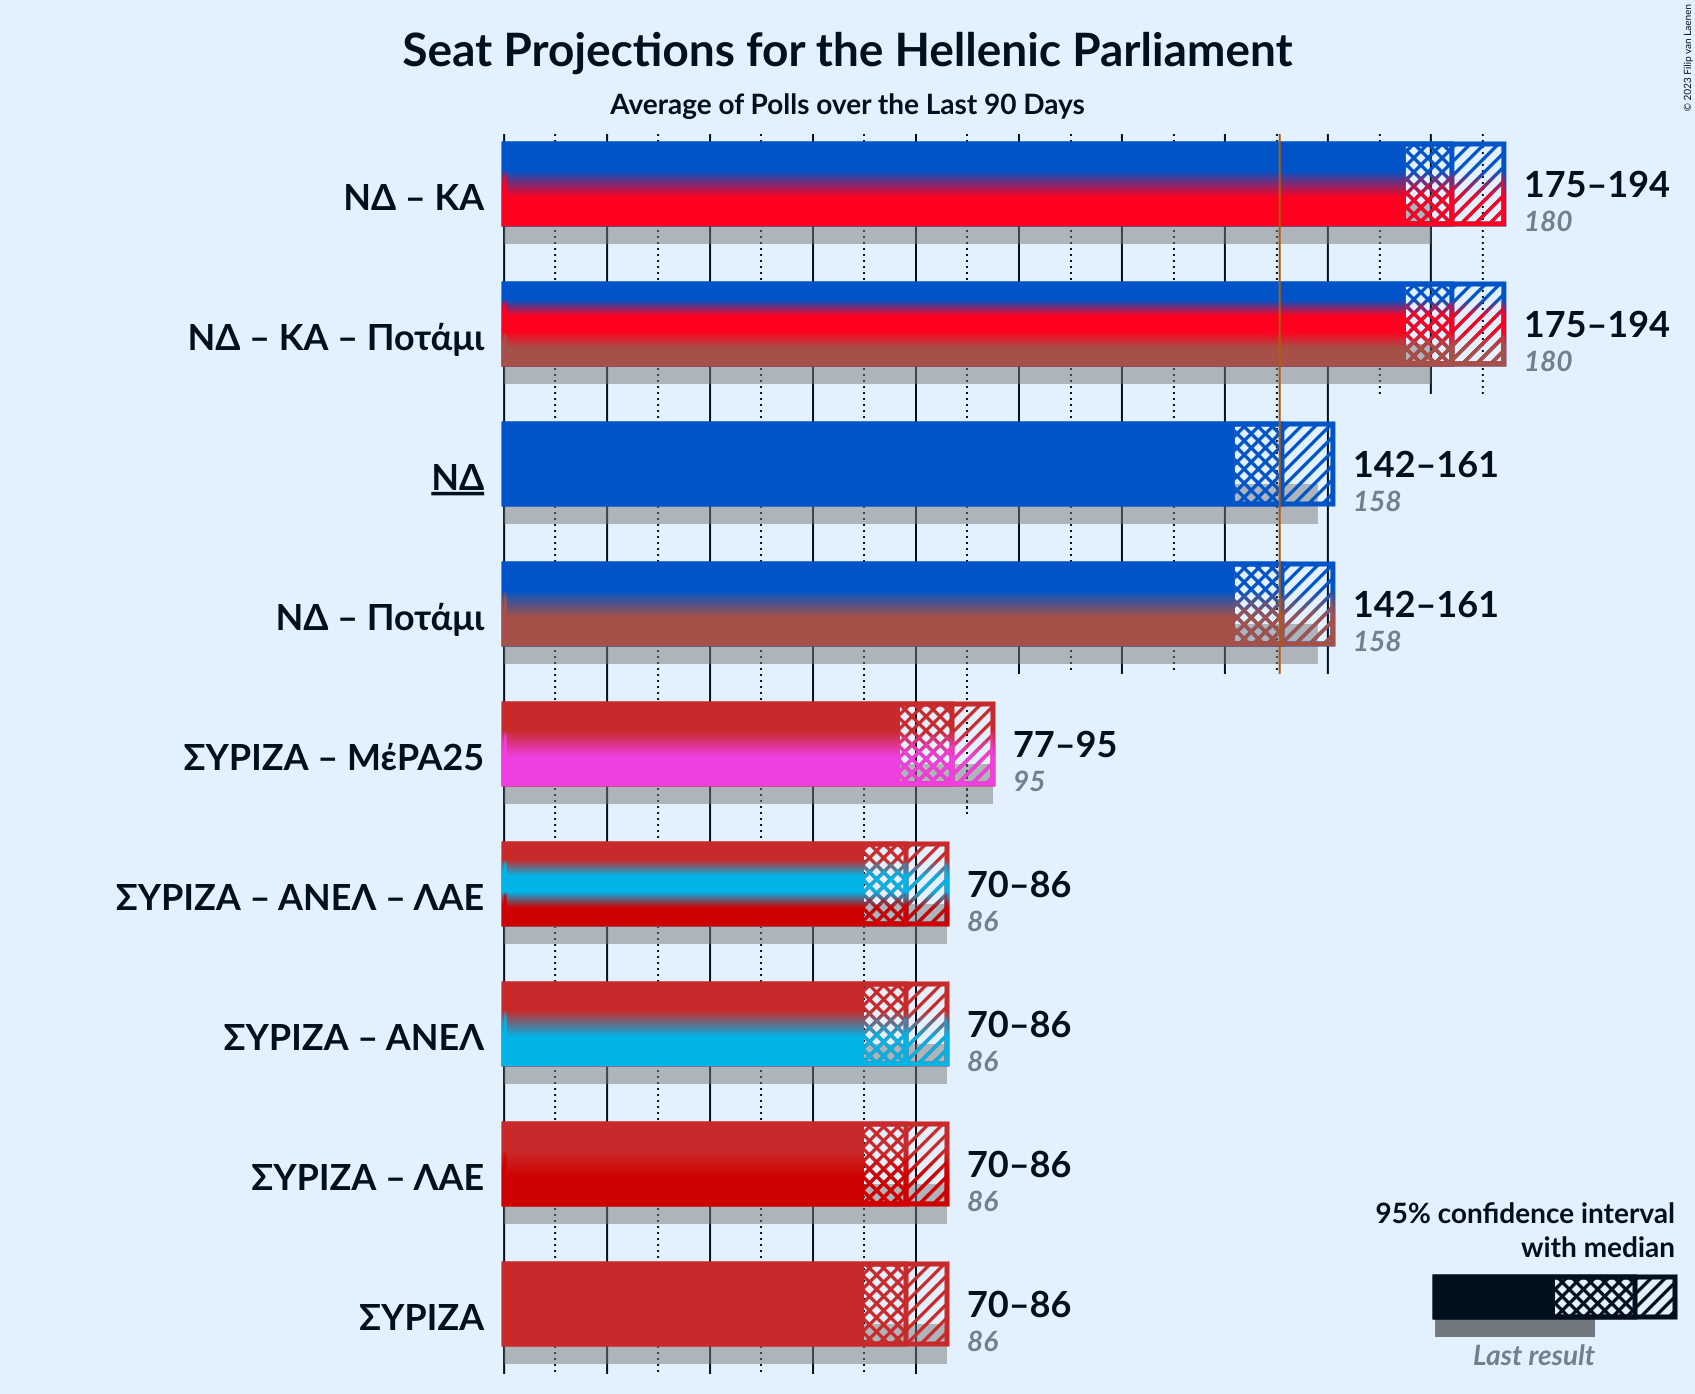 Seat Projections for the Hellenic Parliament
Average of Polls over the Last 90 Days
© 2023 Filip van Laenen
ΝΔ – ΚΑ
175–194
180
ΝΔ – ΚΑ – Ποτάμι
175–194
180
ΝΔ
142–161
158
ΝΔ – Ποτάμι
142–161
158
ΣΥΡΙΖΑ – ΜέΡΑ25
77–95
95
ΣΥΡΙΖΑ – ΑΝΕΛ – ΛΑΕ
70–86
86
ΣΥΡΙΖΑ – ΑΝΕΛ
70–86
86
ΣΥΡΙΖΑ – ΛΑΕ
70–86
86
ΣΥΡΙΖΑ
70–86
86
95% confidence interval
with median
Last result